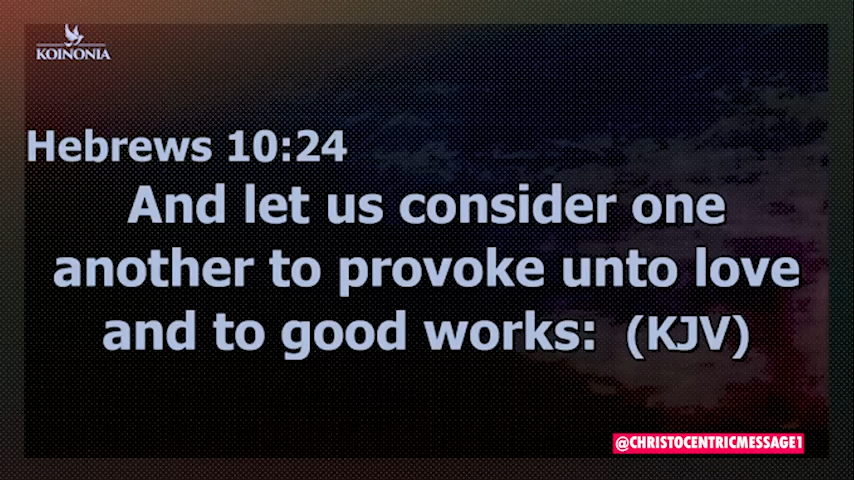 KOINONIA
Hebrews 10:24
And let us consider one
another to provoke unto love
and to good works: (KJV)
@CHRISTOCENTRICMESSAGE1